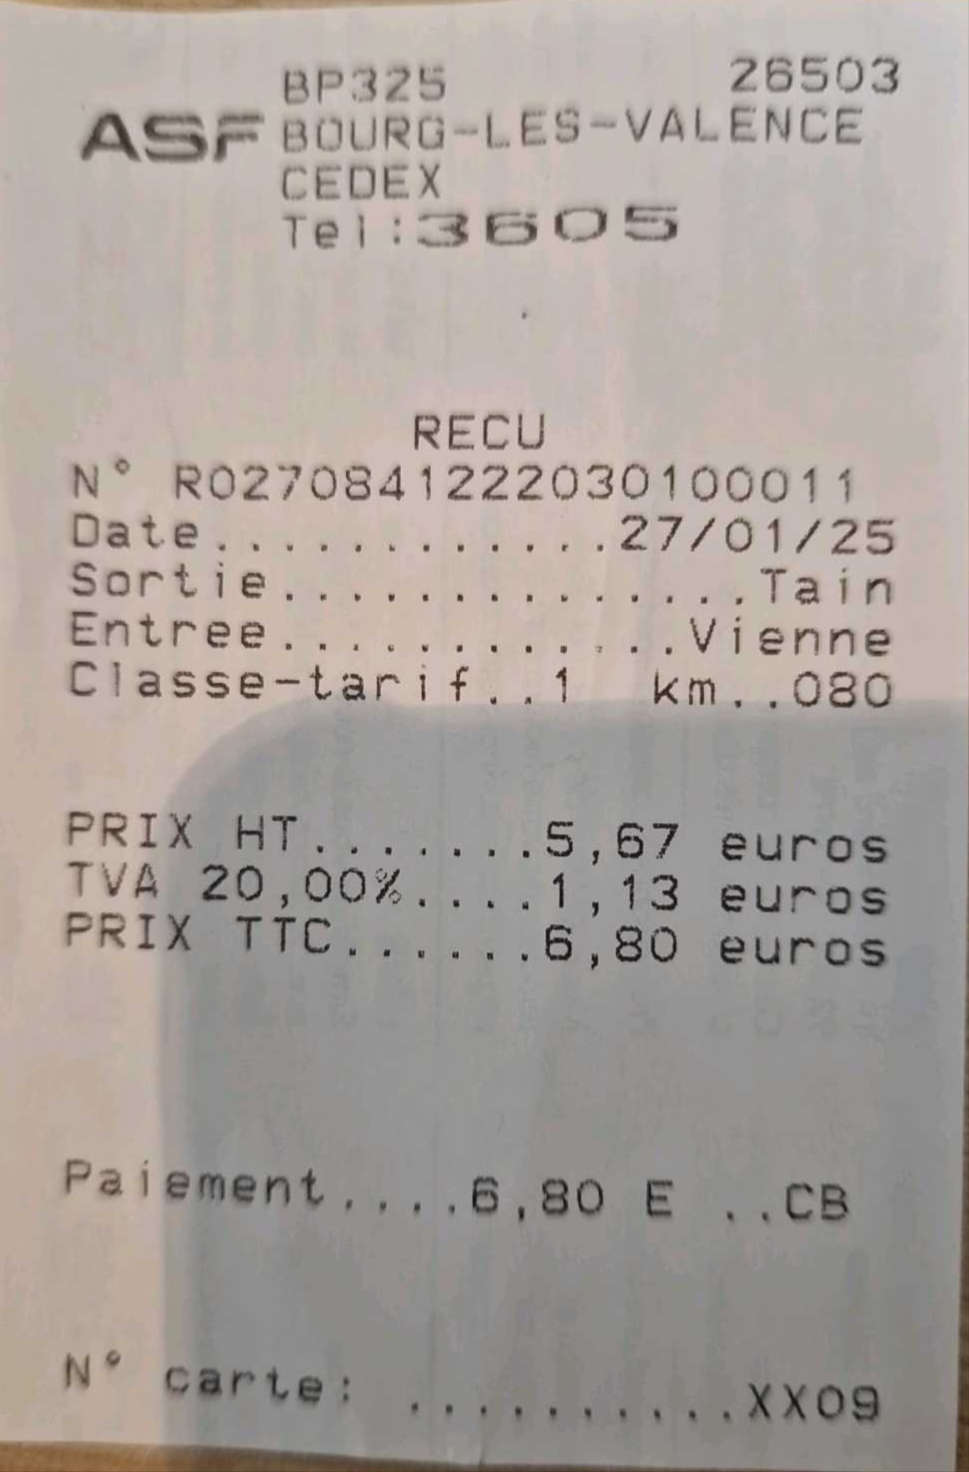 BP325 26503
ASF BOURG-LES-VALENCE
CEDEX
Tel:3605
RECU
N° R0270841222030100011
Date............27/01/25
Sortie..............Tain
Entree............Vienne
Classe-tarif..1 km..080
PRIX HT.......5,67 euros
TVA 20,00%....1,13 euros
PRIX TTC......6,80 euros
Paiement....6,80 E ..CB
N° carte: ..........XX09